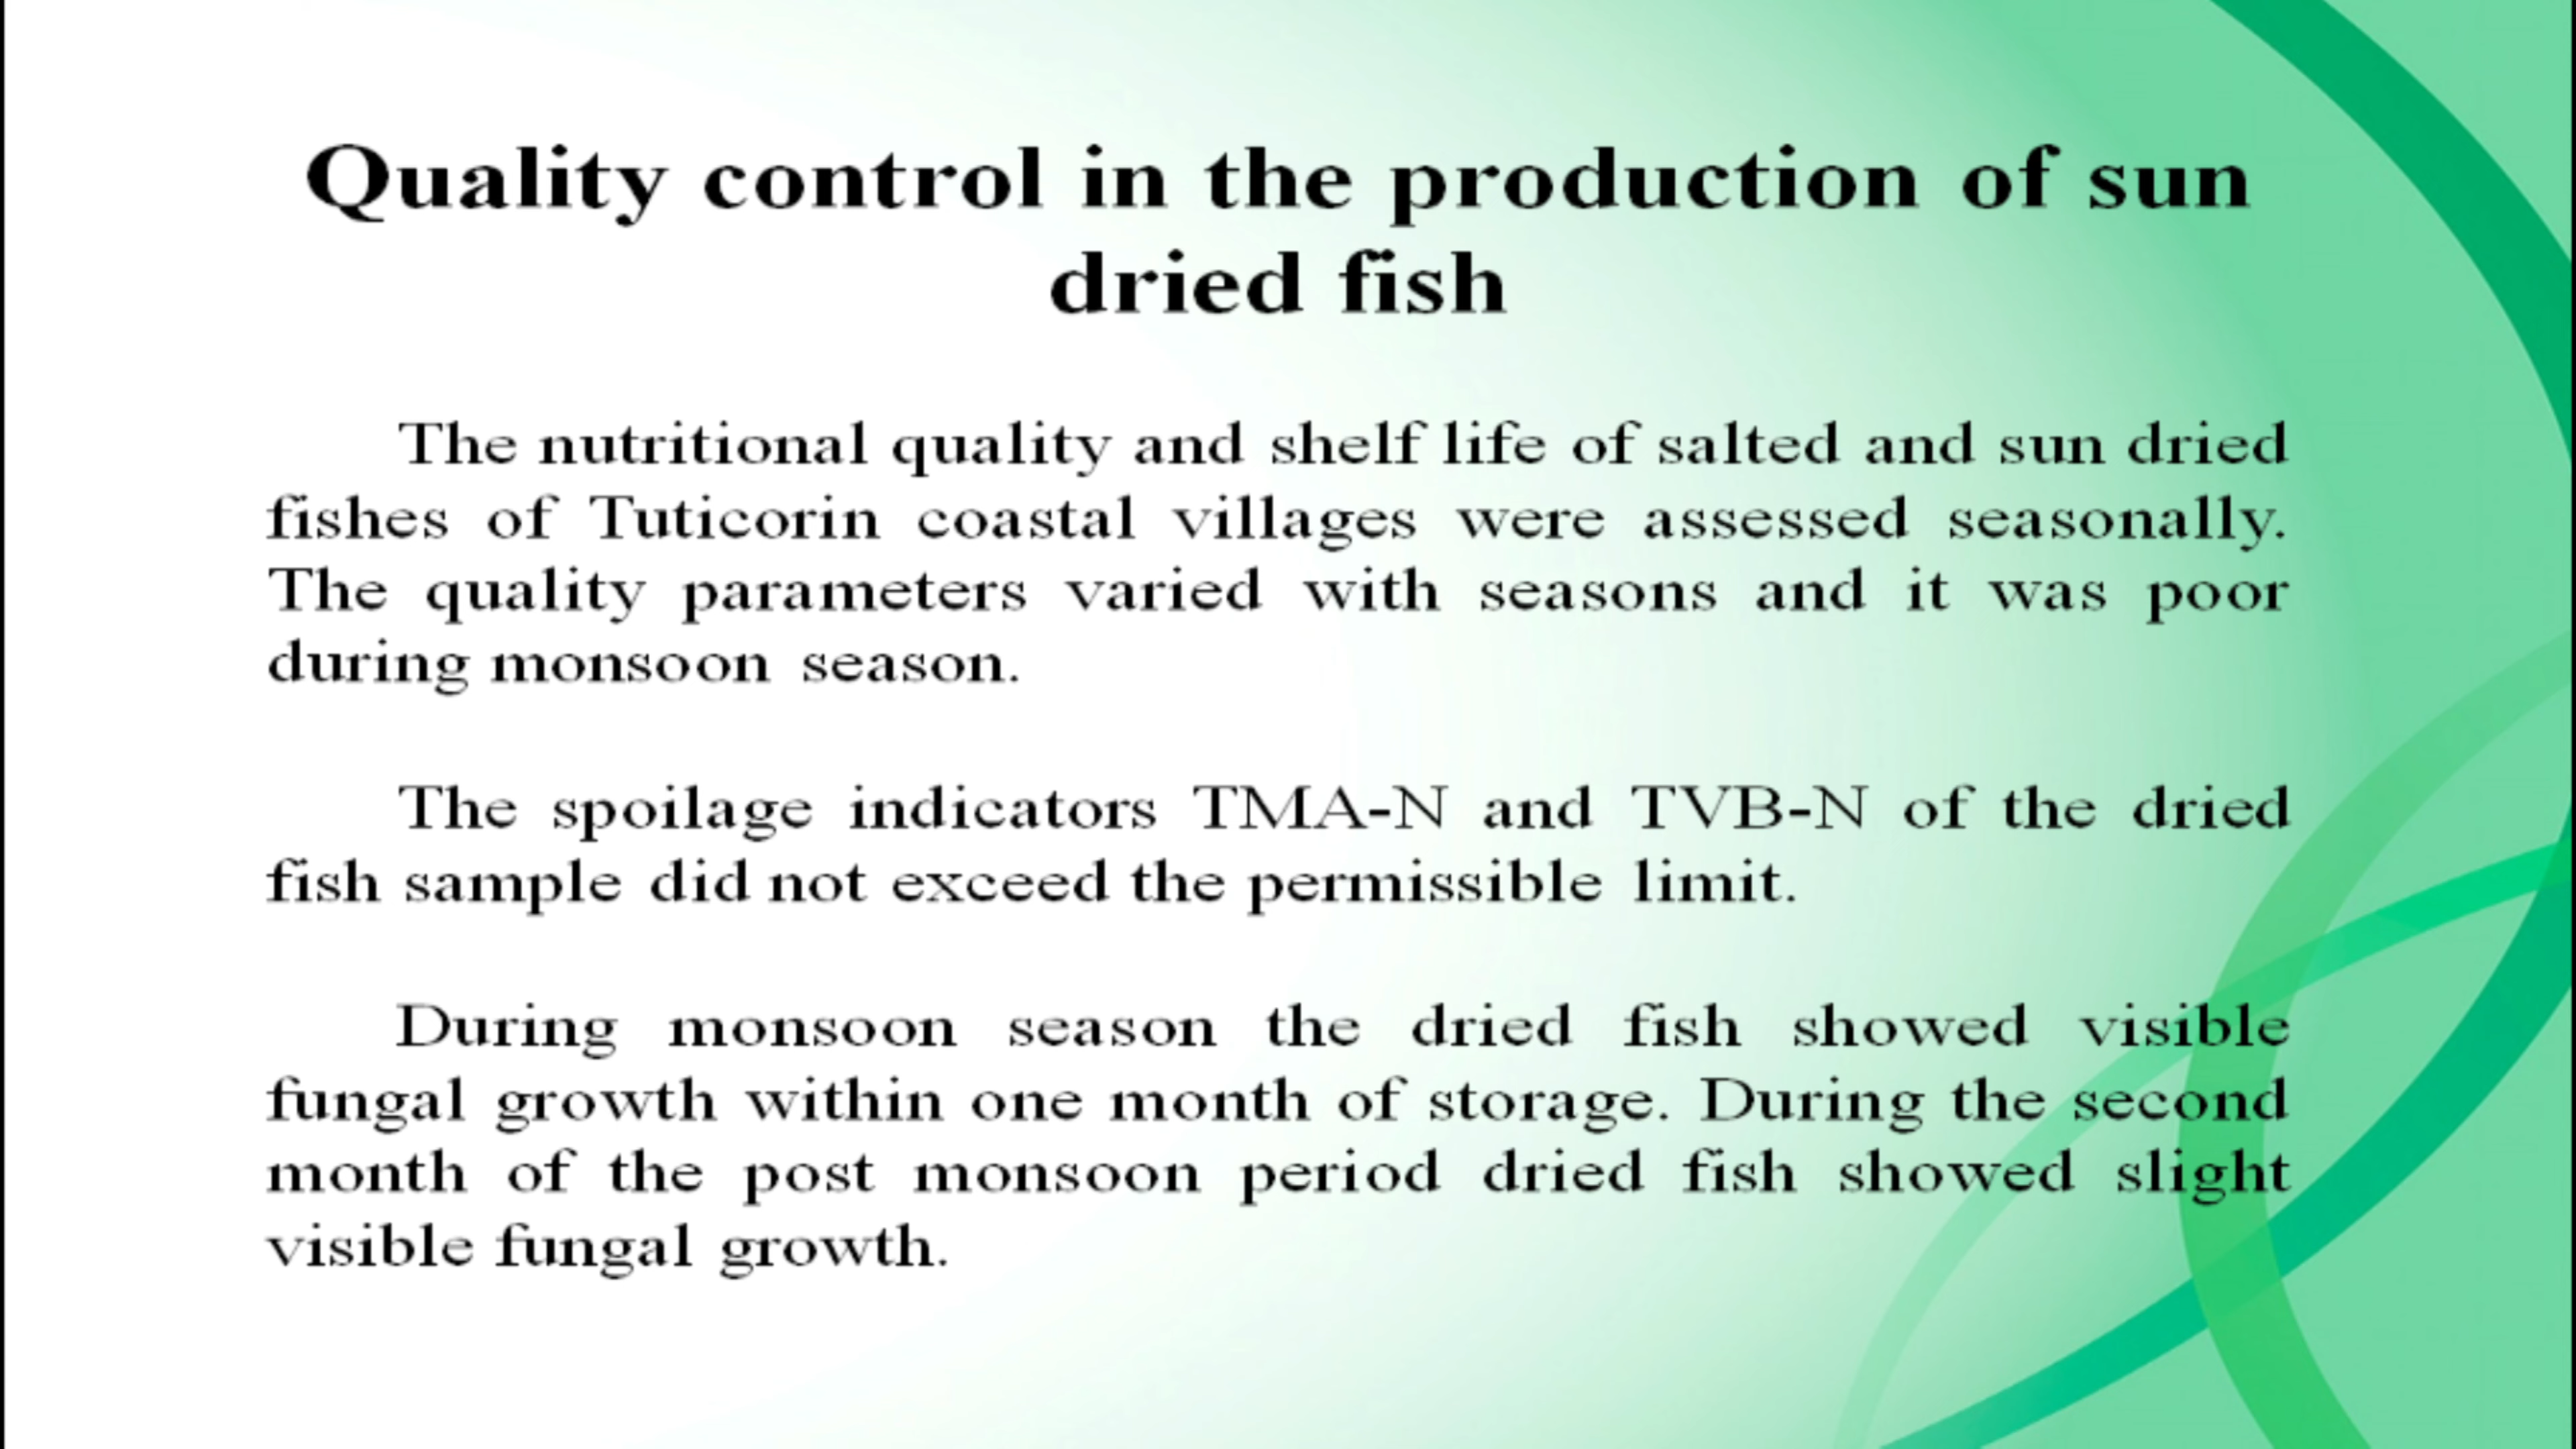 Quality control in the production of sun
dried fish
The nutritional quality and shelf life of salted and sun dried
fishes of Tuticorin coastal villages were assessed seasonally.
The quality parameters varied with seasons and it was poor
during monsoon season.
The spoilage indicators TMA-N and TVB-N of the dried
fish sample did not exceed the permissible limit.
During monsoon season the dried fish showed visible
fungal growth within one month of storage. During the second
month of the post monsoon period dried fish showed slight
visible fungal growth.